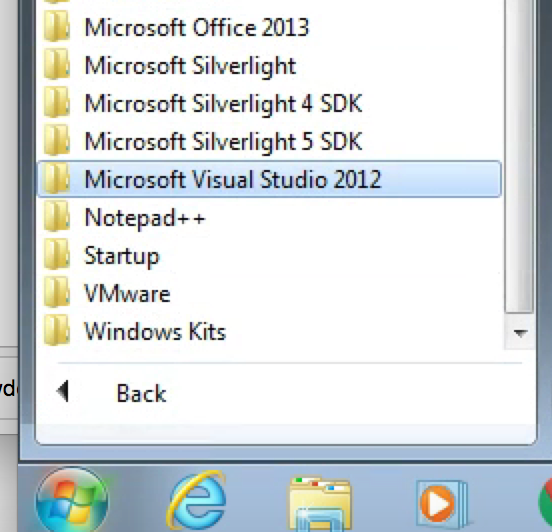 Microsoft Office 2013
Microsoft Silverlight
Microsoft Silverlight 4 SDK
Microsoft Silverlight 5 SDK
Microsoft Visual Studio 2012
Notepad++
Startup
VMware
Windows Kits
Back